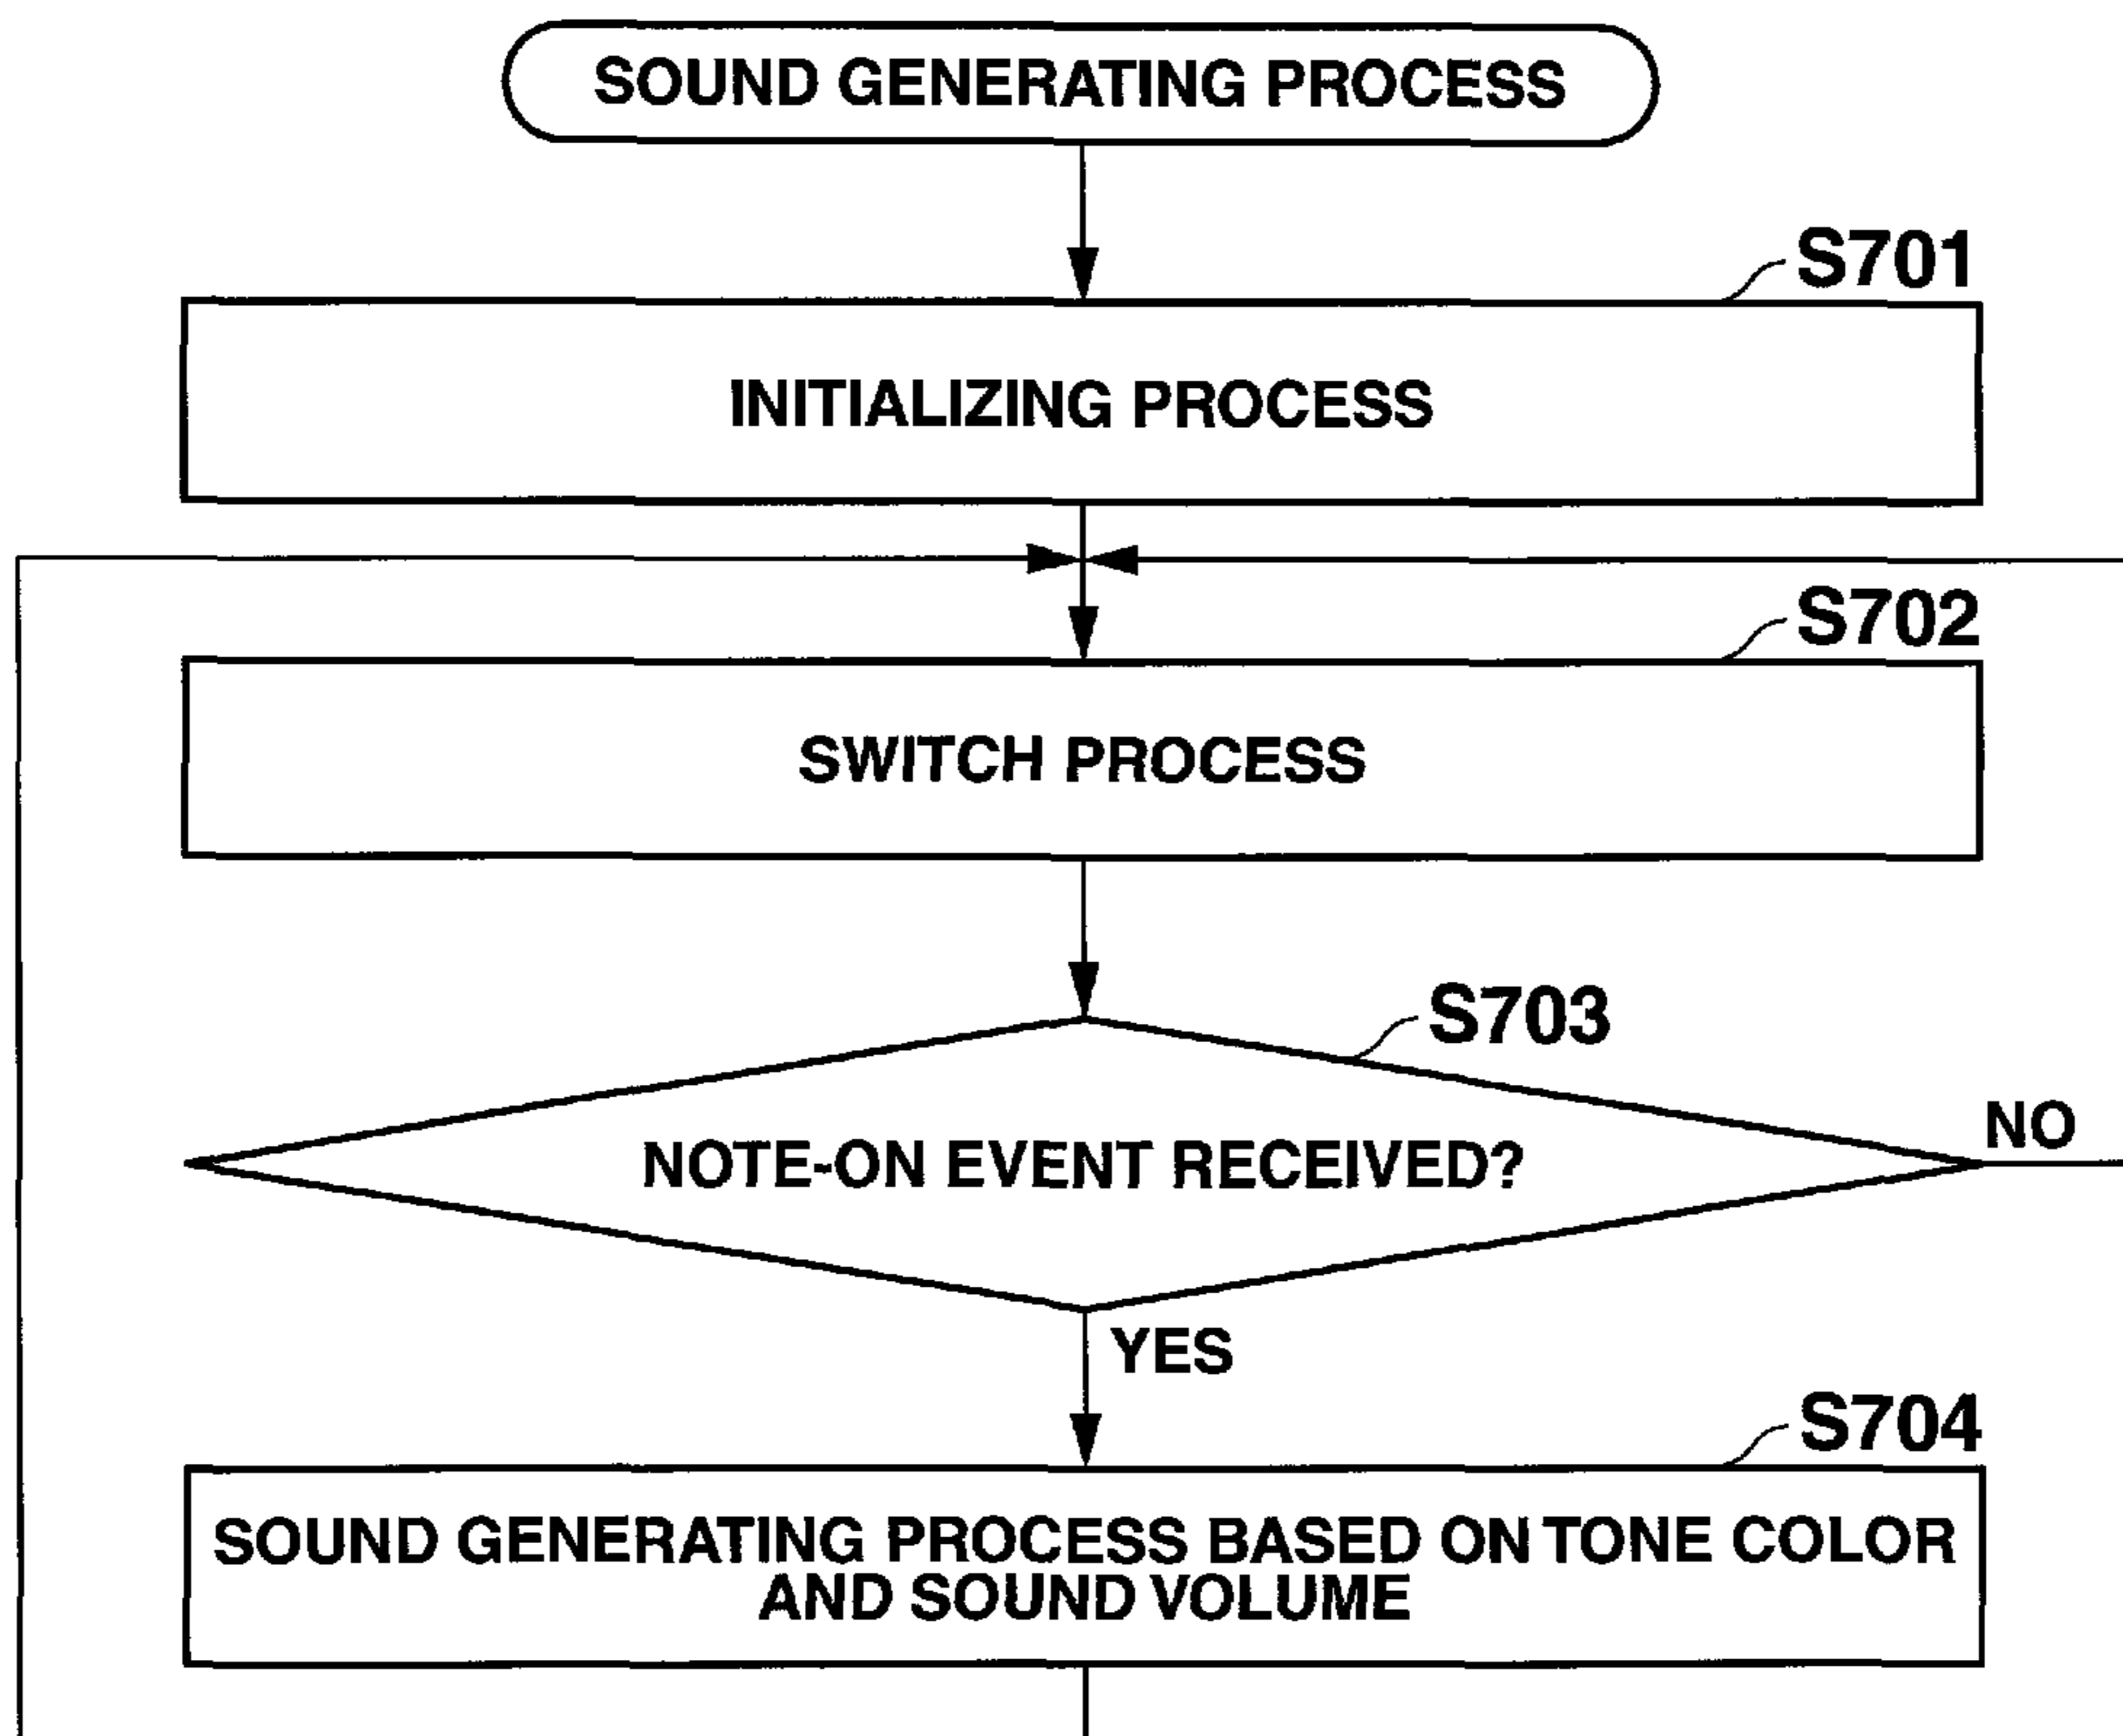 SOUND GENERATING PROCESS
S701
INITIALIZING PROCESS
S702
SWITCH PROCESS
S703
NOTE-ON EVENT RECEIVED?
NO
YES
S704
SOUND GENERATING PROCESS BASED ON TONE COLOR
AND SOUND VOLUME